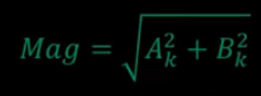 Mag = √(A_k^2 + B_k^2)